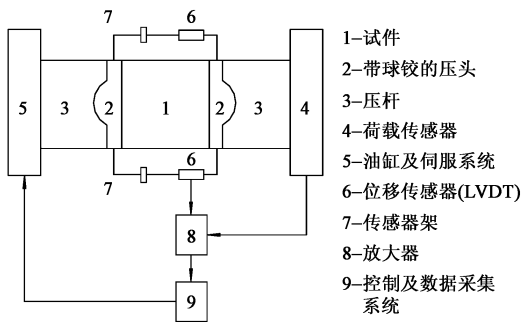 7
6
5
3
2
1
2
3
4
7
6
8
9
1–试件
2–带球铰的压头
3–压杆
4–荷载传感器
5–油缸及伺服系统
6–位移传感器(LVDT)
7–传感器架
8–放大器
9–控制及数据采集
系统